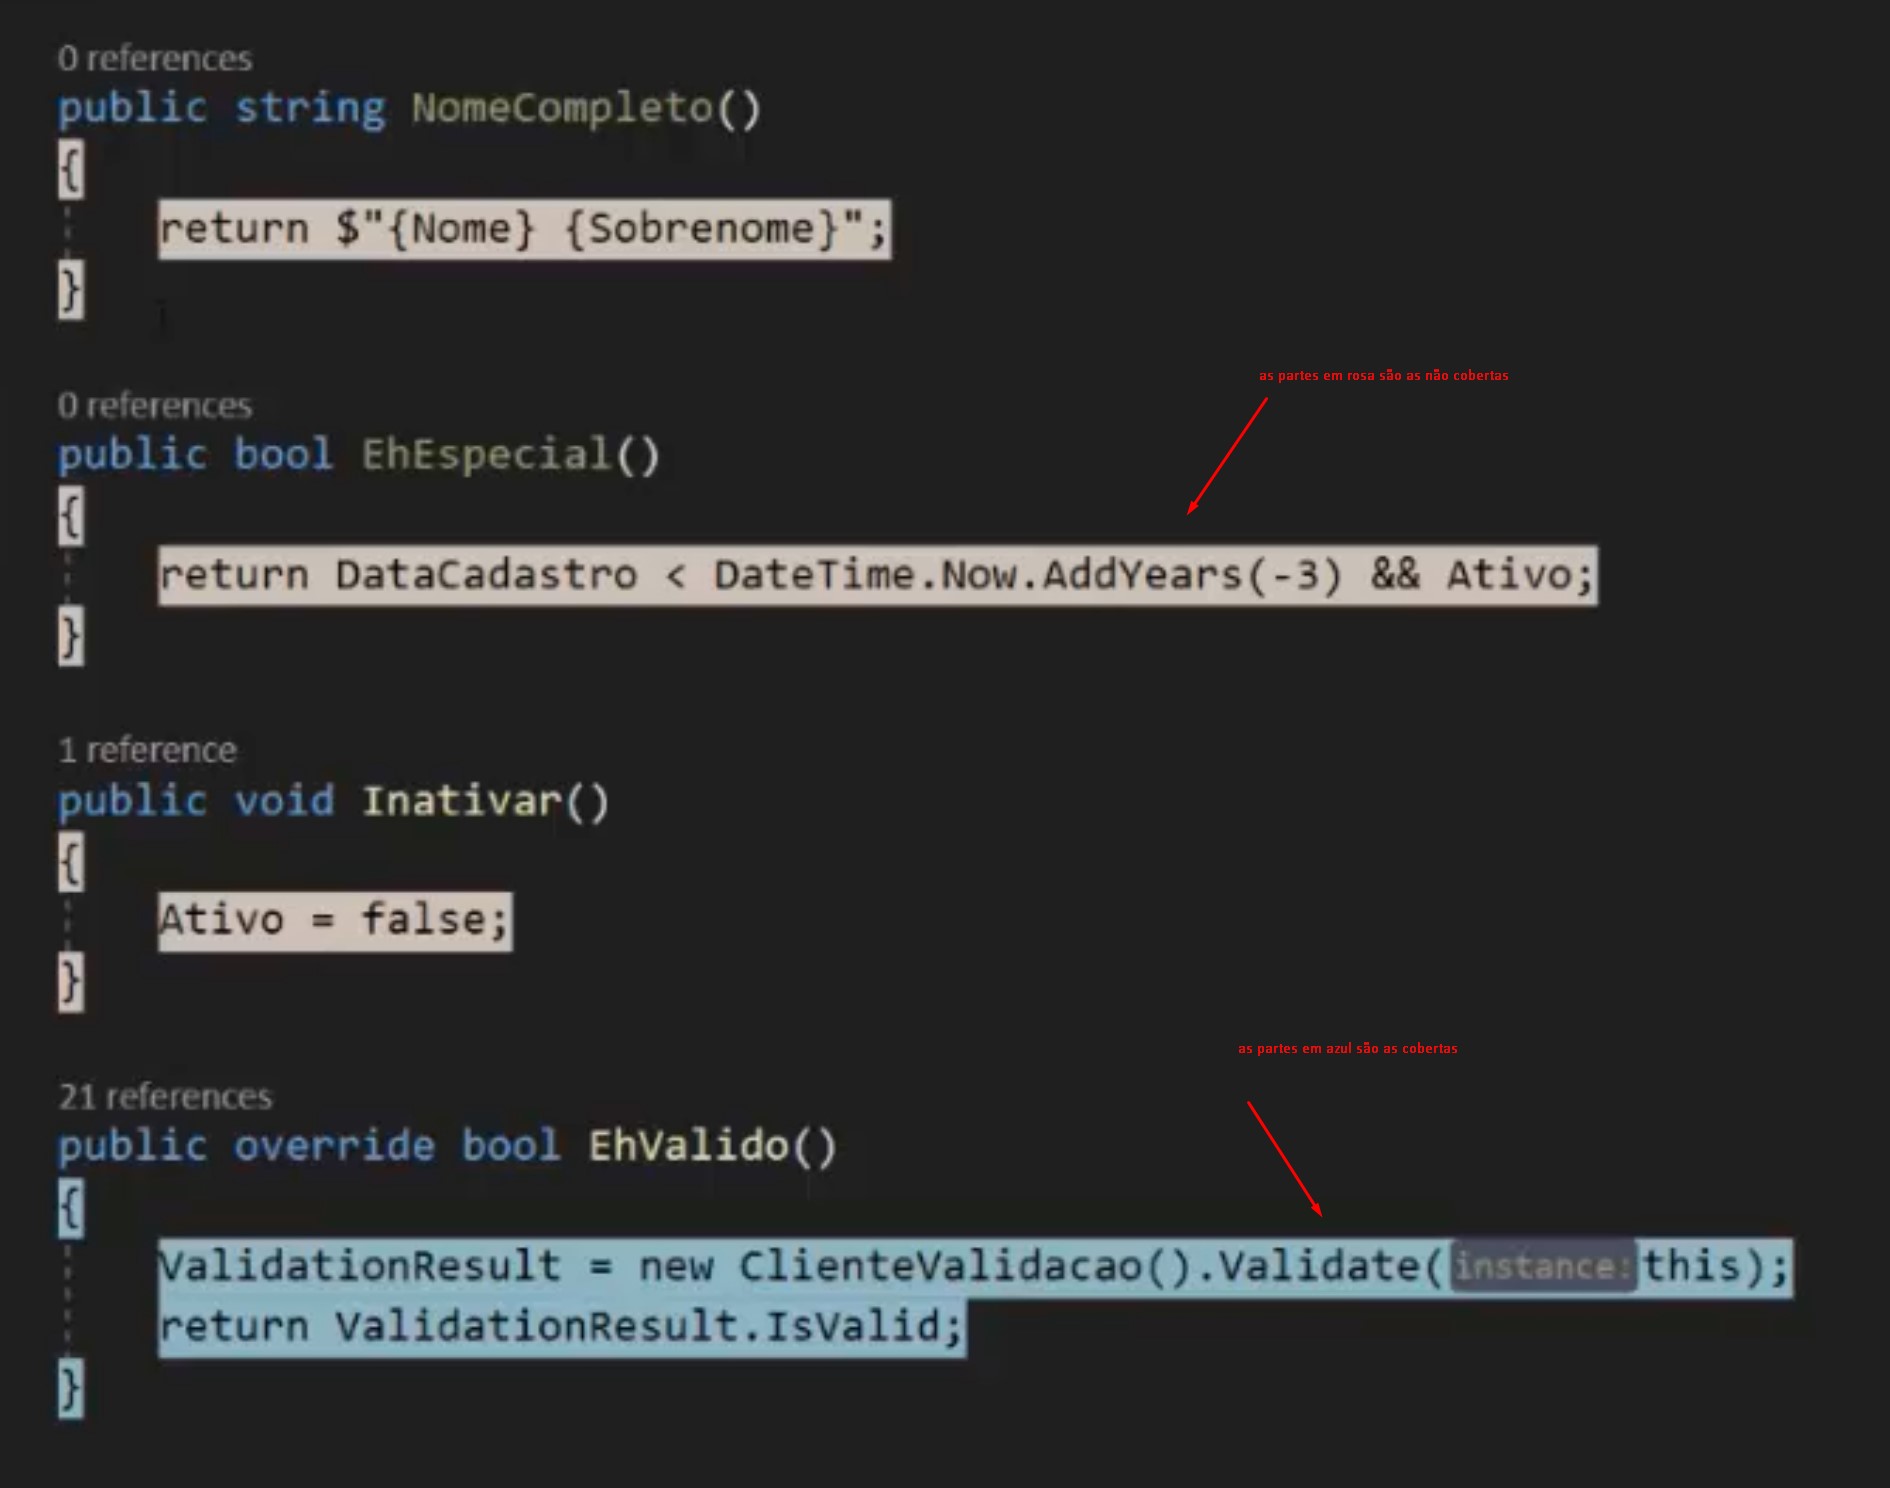 0 references
public string NomeCompleto()
{
return $"{Nome} {Sobrenome}";
}
as partes em rosa são as não cobertas
0 references
public bool EhEspecial()
{
return DataCadastro < DateTime.Now.AddYears(-3) && Ativo;
}
1 reference
public void Inativar()
{
Ativo = false;
}
as partes em azul são as cobertas
21 references
public override bool EhValido()
{
ValidationResult = new ClienteValidacao().Validate(instance:this);
return ValidationResult.IsValid;
}